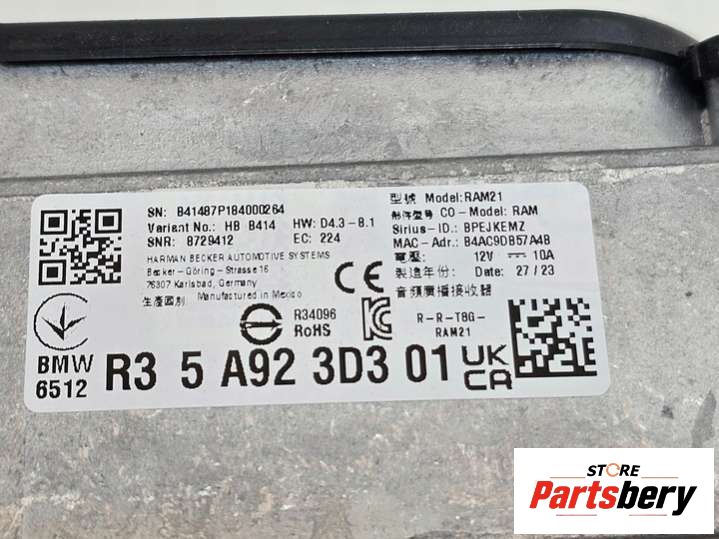 SN: B41487P184000264
Variant No.: HB B414 HW: D4.3-8.1
SNR: 8729412 EC: 224
HARMAN BECKER AUTOMOTIVE SYSTEMS
Becker-Göring-Strasse 16
76307 Karlsbad, Germany
生產國別: Manufactured in Mexico
型號 Model: RAM21
部件型号 CO-Model: RAM
Sirius-ID.: BPEJKEMZ
MAC-Adr.: B4AC9DB57A4B
電壓: 12V ⎓ 10A
製造年份: Date: 27/23
音頻廣播接收器
CE
R34096
RoHS
R-R-T8G-
RAM21
BMW
6512
R3 5 A92 3D3 01
UK
CA
STORE
Partsbery